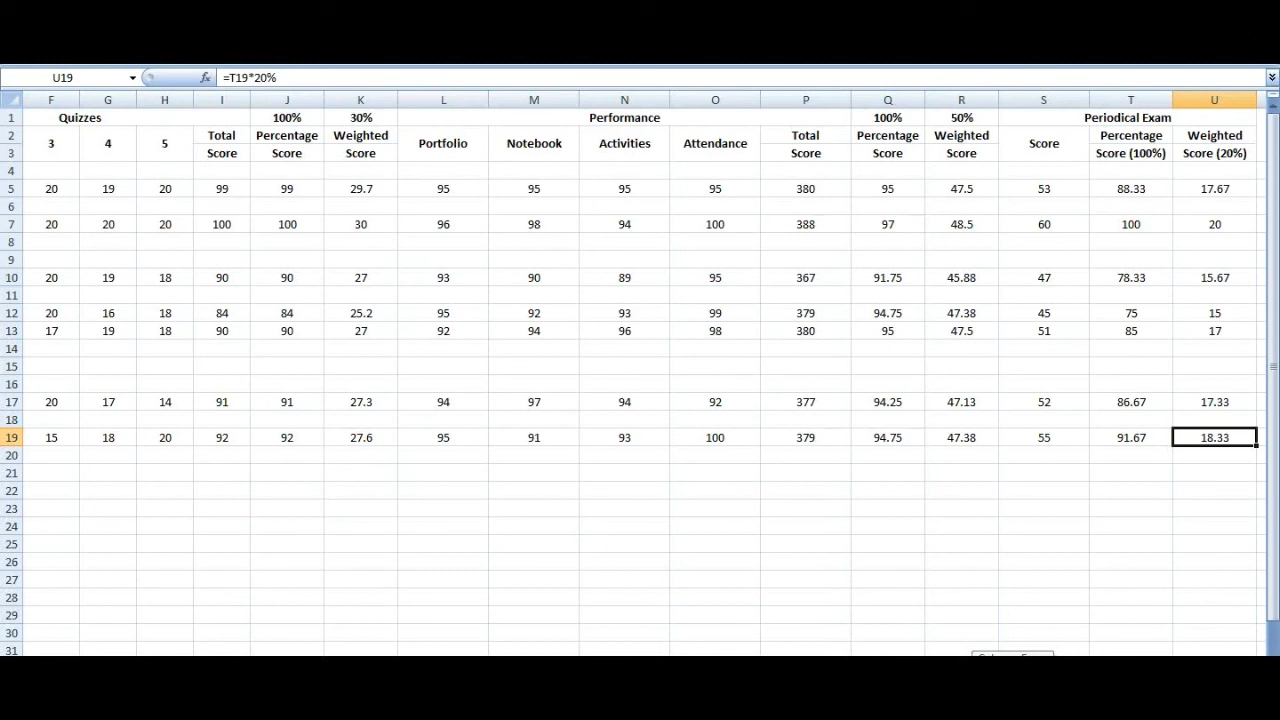 U19 fx =T19*20%
F G H I J K L M N O P Q R S T U
1 Quizzes 100% 30% Performance 100% 50% Periodical Exam
2 3 4 5 Total Percentage Weighted Portfolio Notebook Activities Attendance Total Percentage Weighted Score Percentage Weighted
3 Score Score Score Score Score Score Score (100%) Score (20%)
4
5 20 19 20 99 99 29.7 95 95 95 95 380 95 47.5 53 88.33 17.67
6
7 20 20 20 100 100 30 96 98 94 100 388 97 48.5 60 100 20
8
9
10 20 19 18 90 90 27 93 90 89 95 367 91.75 45.88 47 78.33 15.67
11
12 20 16 18 84 84 25.2 95 92 93 99 379 94.75 47.38 45 75 15
13 17 19 18 90 90 27 92 94 96 98 380 95 47.5 51 85 17
14
15
16
17 20 17 14 91 91 27.3 94 97 94 92 377 94.25 47.13 52 86.67 17.33
18
19 15 18 20 92 92 27.6 95 91 93 100 379 94.75 47.38 55 91.67 18.33
20
21
22
23
24
25
26
27
28
29
30
31